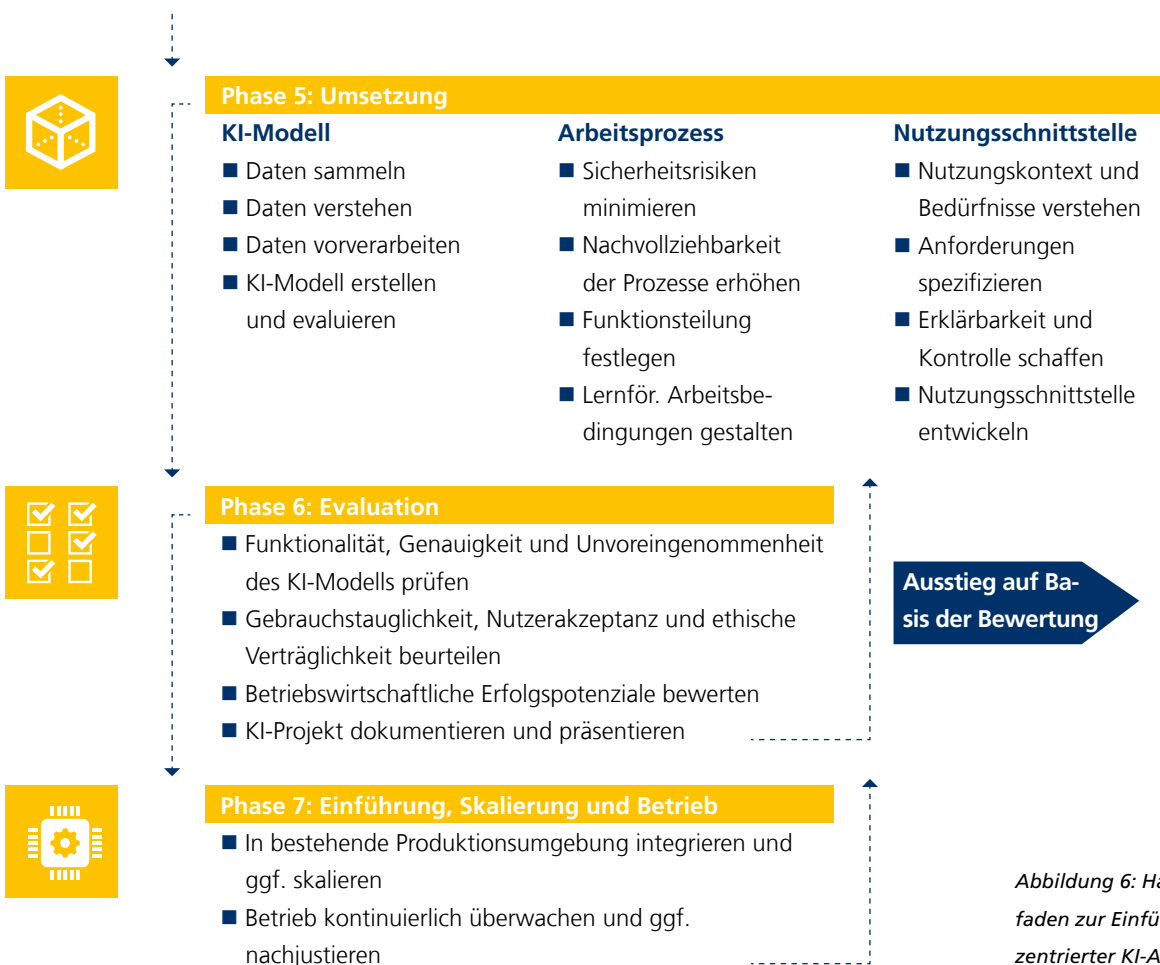 Phase 5: Umsetzung
KI-Modell
■ Daten sammeln
■ Daten verstehen
■ Daten vorverarbeiten
■ KI-Modell erstellen
und evaluieren
Arbeitsprozess
■ Sicherheitsrisiken
minimieren
■ Nachvollziehbarkeit
der Prozesse erhöhen
■ Funktionsteilung
festlegen
■ Lernför. Arbeitsbe-
dingungen gestalten
Nutzungsschnittstelle
■ Nutzungskontext und
Bedürfnisse verstehen
■ Anforderungen
spezifizieren
■ Erklärbarkeit und
Kontrolle schaffen
■ Nutzungsschnittstelle
entwickeln
Phase 6: Evaluation
■ Funktionalität, Genauigkeit und Unvoreingenommenheit
des KI-Modells prüfen
■ Gebrauchstauglichkeit, Nutzerakzeptanz und ethische
Verträglichkeit beurteilen
■ Betriebswirtschaftliche Erfolgspotenziale bewerten
■ KI-Projekt dokumentieren und präsentieren
Ausstieg auf Ba-
sis der Bewertung
Phase 7: Einführung, Skalierung und Betrieb
■ In bestehende Produktionsumgebung integrieren und
ggf. skalieren
■ Betrieb kontinuierlich überwachen und ggf.
nachjustieren
Abbildung 6:
faden zur
zentrierter